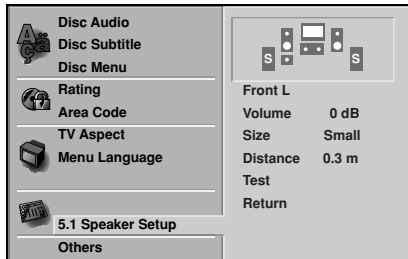 Disc Audio
Disc Subtitle
Disc Menu
Rating
Area Code
TV Aspect
Menu Language
5.1 Speaker Setup
Others
S S
Front L
Volume 0 dB
Size Small
Distance 0.3 m
Test
Return